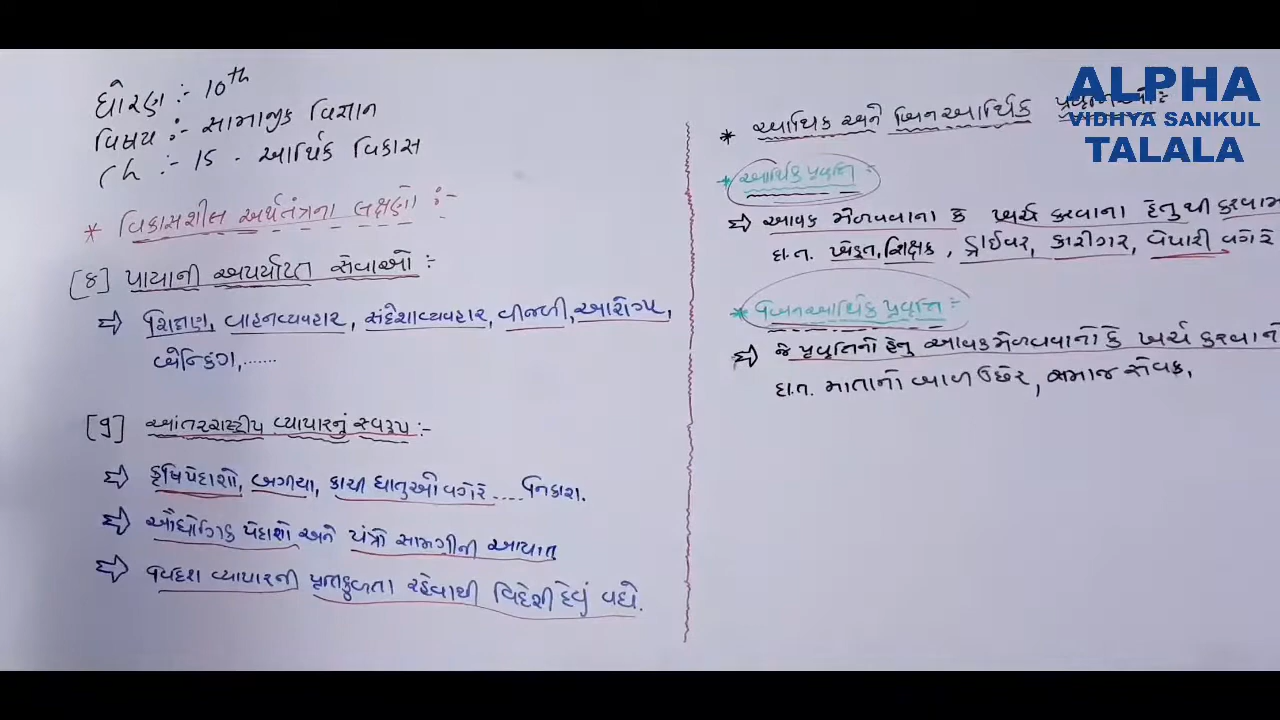 ધોરણ :- 10th
વિષય :- સામાજીક વિજ્ઞાન
Ch :- 15 . આર્થિક વિકાસ
* વિકાસશીલ અર્થતંત્રના લક્ષણો :-
[8] પાયાની અપર્યાપ્ત સેવાઓ :-
⇒ શિક્ષણ, વાહનવ્યવહાર, સંદેશાવ્યવહાર, વીજળી, આરોગ્ય,
બેન્કિંગ,......
[9] આંતરરાષ્ટ્રીય વ્યાપારનું સ્વરૂપ :-
⇒ કૃષિપેદાશો, બગીચા, કાચી ધાતુઓ વગેરે .... નિકાશ.
⇒ ઔદ્યોગિક પેદાશો અને યંત્રો સામગ્રીની આયાત
⇒ વિદેશ વ્યાપારની પ્રતિકુળતા રહેવાથી વિદેશી દેવું વધે.
* આર્થિક અને બિનઆર્થિક
* આર્થિક પ્રવૃત્તિ :-
⇒ આવક મેળવવાના કે ખર્ચ કરવાના હેતુથી કરવામ
દા.ત. ખેડૂત, શિક્ષક, ડ્રાઈવર, કારીગર, વેપારી વગેરે
* બિનઆર્થિક પ્રવૃત્તિ :-
⇒ જે પ્રવૃતિનો હેતુ આવક મેળવવાનો કે ખર્ચ કરવાનો
દા.ત. માતાનો બાળ ઉછેર, સમાજ સેવક,
ALPHA
VIDHYA SANKUL
TALALA